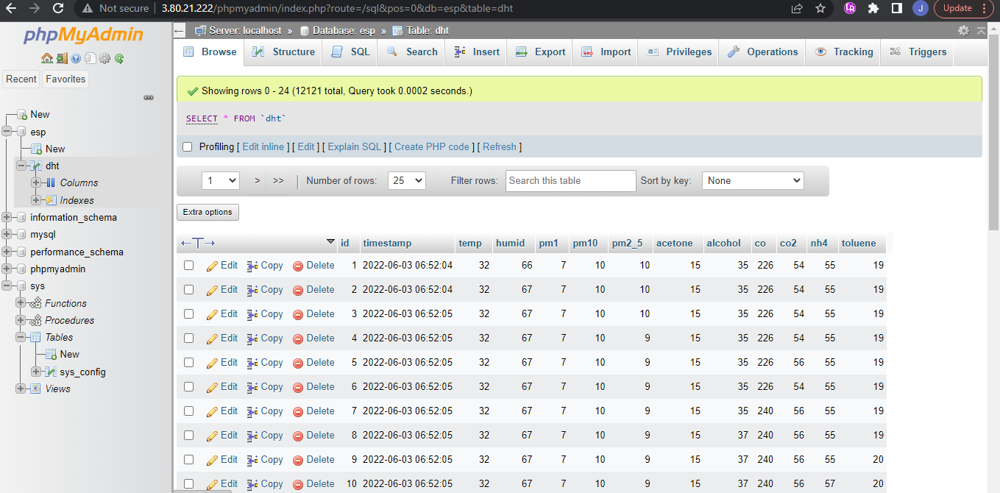 Not secure 3.80.21.222/phpmyadmin/index.php?route=/sql&pos=0&db=esp&table=dht J Update
phpMyAdmin
Recent Favorites
New
esp
New
dht
Columns
Indexes
information_schema
mysql
performance_schema
phpmyadmin
sys
Functions
Procedures
Tables
New
sys_config
Views
Server: localhost » Database: esp » Table: dht
Browse Structure SQL Search Insert Export Import Privileges Operations Tracking Triggers
Showing rows 0 - 24 (12121 total, Query took 0.0002 seconds.)
SELECT * FROM `dht`
Profiling [ Edit inline ] [ Edit ] [ Explain SQL ] [ Create PHP code ] [ Refresh ]
1 > >> | Number of rows: 25 Filter rows: Search this table Sort by key: None
Extra options
←T→ id timestamp temp humid pm1 pm10 pm2_5 acetone alcohol co co2 nh4 toluene
Edit Copy Delete 1 2022-06-03 06:52:04 32 66 7 10 10 15 35 226 54 55 19
Edit Copy Delete 2 2022-06-03 06:52:04 32 67 7 10 10 15 35 226 54 55 19
Edit Copy Delete 3 2022-06-03 06:52:05 32 67 7 10 10 15 35 226 54 55 19
Edit Copy Delete 4 2022-06-03 06:52:05 32 67 7 10 9 15 35 226 54 55 19
Edit Copy Delete 5 2022-06-03 06:52:05 32 67 7 10 9 15 35 226 56 55 19
Edit Copy Delete 6 2022-06-03 06:52:05 32 67 7 10 9 15 35 226 54 55 19
Edit Copy Delete 7 2022-06-03 06:52:05 32 67 7 10 9 15 35 240 56 55 19
Edit Copy Delete 8 2022-06-03 06:52:05 32 67 7 10 9 15 37 240 56 55 19
Edit Copy Delete 9 2022-06-03 06:52:05 32 67 7 10 9 15 37 240 56 55 20
Edit Copy Delete 10 2022-06-03 06:52:05 32 67 7 10 9 15 37 240 56 57 20